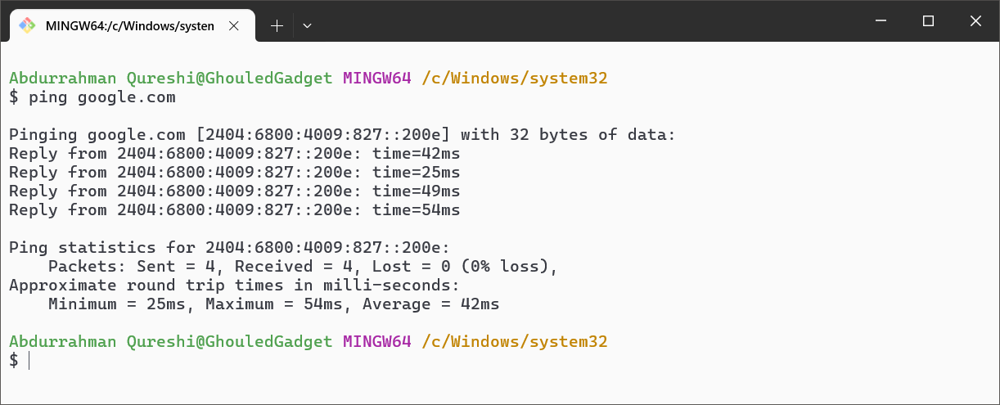 MINGW64:/c/Windows/systen
Abdurrahman Qureshi@GhouledGadget MINGW64 /c/Windows/system32
$ ping google.com
Pinging google.com [2404:6800:4009:827::200e] with 32 bytes of data:
Reply from 2404:6800:4009:827::200e: time=42ms
Reply from 2404:6800:4009:827::200e: time=25ms
Reply from 2404:6800:4009:827::200e: time=49ms
Reply from 2404:6800:4009:827::200e: time=54ms
Ping statistics for 2404:6800:4009:827::200e:
    Packets: Sent = 4, Received = 4, Lost = 0 (0% loss),
Approximate round trip times in milli-seconds:
    Minimum = 25ms, Maximum = 54ms, Average = 42ms
Abdurrahman Qureshi@GhouledGadget MINGW64 /c/Windows/system32
$